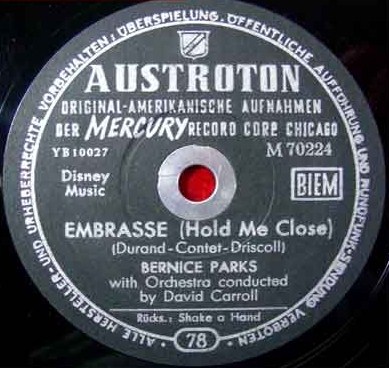 AUSTROTON
ORIGINAL-AMERIKANISCHE AUFNAHMEN
DER MERCURY RECORD CORP. CHICAGO
YB10027
M 70224
Disney
Music
BIEM
EMBRASSE (Hold Me Close)
(Durand-Contet-Driscoll)
BERNICE PARKS
with Orchestra conducted
by David Carroll
Rücks.: Shake a Hand
78
• ALLE HERSTELLER- UND URHEBERRECHTE VORBEHALTEN; ÜBERSPIELUNG, ÖFFENTLICHE AUFFÜHRUNG UND RUNDFUNK-SENDUNG VERBOTEN •